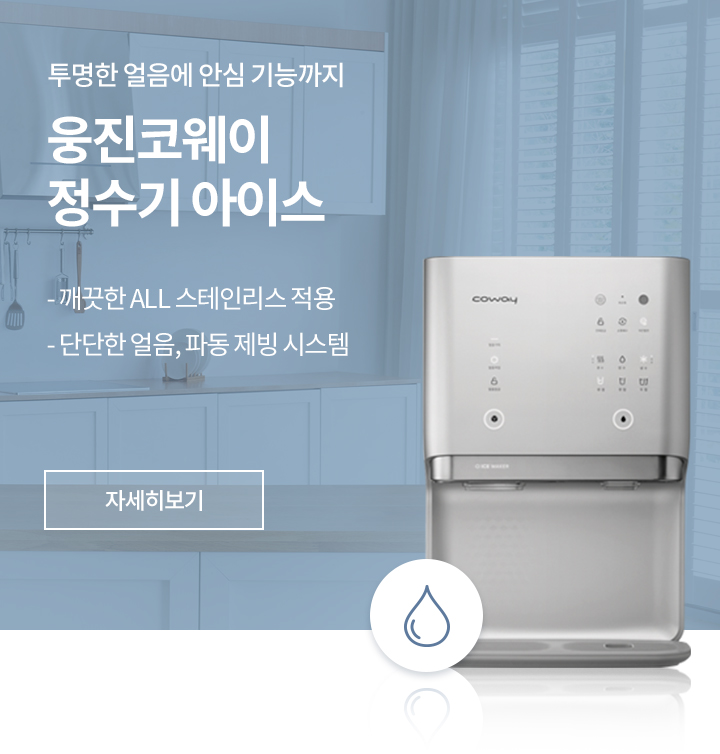 투명한 얼음에 안심 기능까지
웅진코웨이
정수기 아이스
- 깨끗한 ALL 스테인리스 적용
- 단단한 얼음, 파동 제빙 시스템
자세히보기
coway